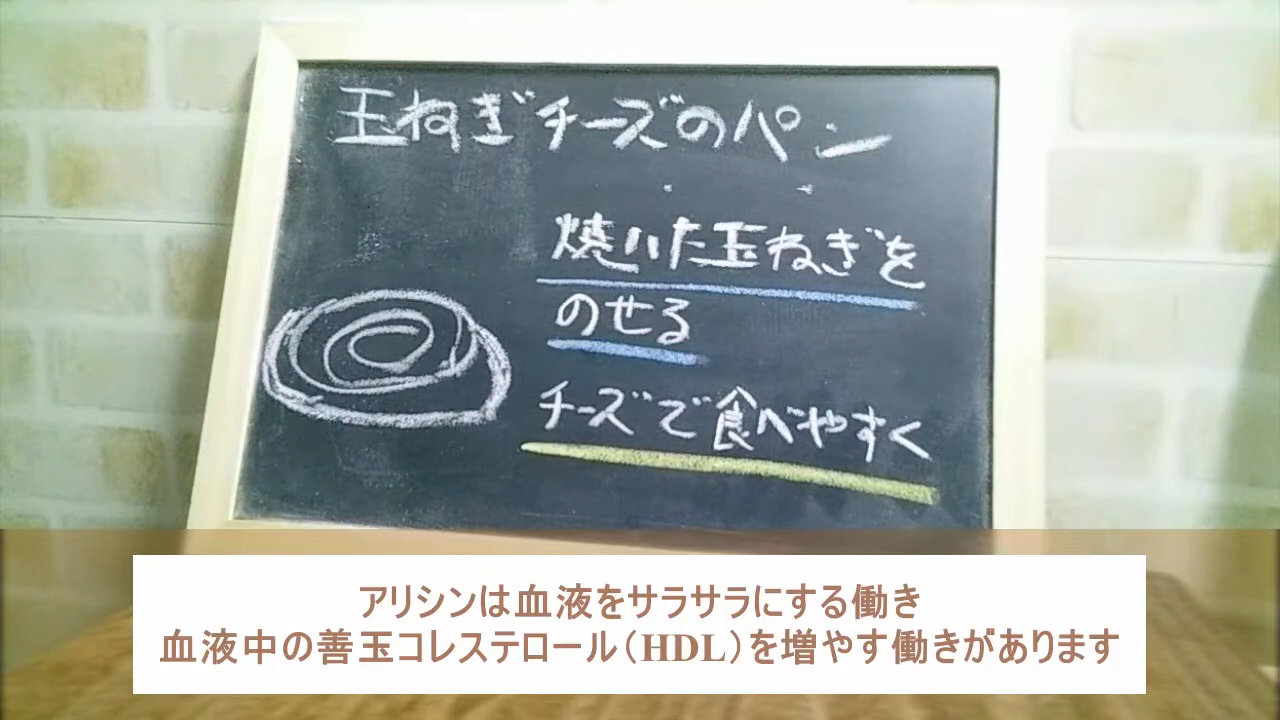 玉ねぎチーズのパン
焼いた玉ねぎを
のせる
チーズで食べやすく
アリシンは血液をサラサラにする働き
血液中の善玉コレステロール（HDL）を増やす働きがあります